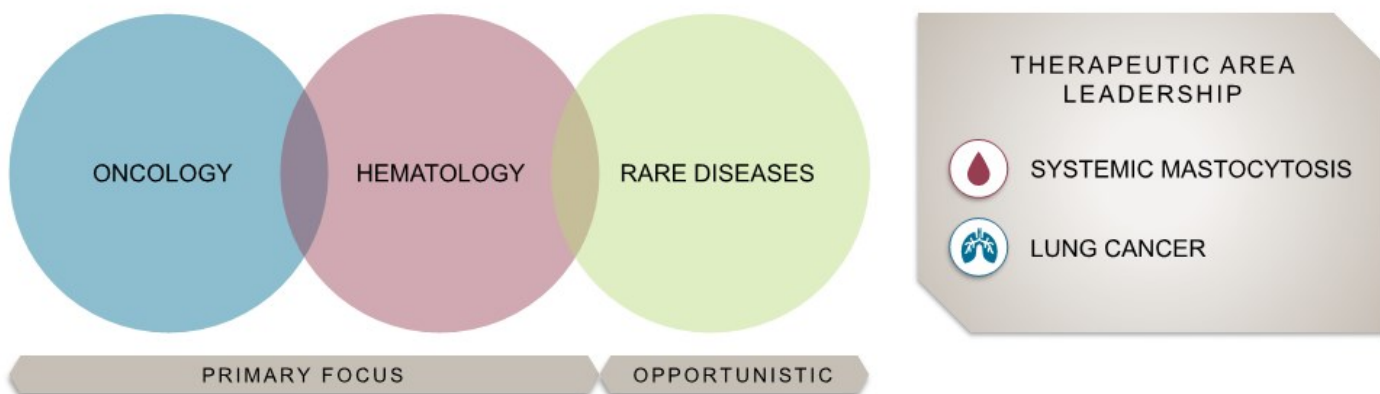 ONCOLOGY
HEMATOLOGY
RARE DISEASES
PRIMARY FOCUS
OPPORTUNISTIC
THERAPEUTIC AREA
LEADERSHIP
SYSTEMIC MASTOCYTOSIS
LUNG CANCER